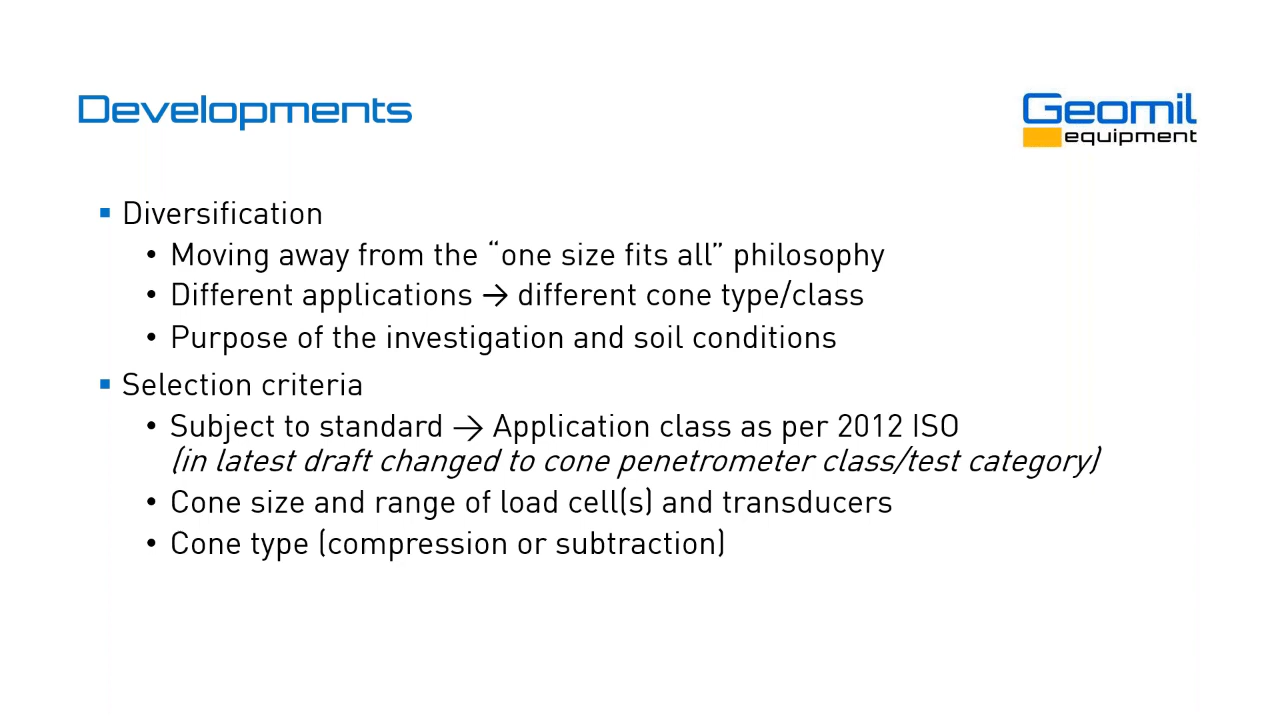 Developments
Geomil
equipment
▪ Diversification
• Moving away from the “one size fits all” philosophy
• Different applications → different cone type/class
• Purpose of the investigation and soil conditions
▪ Selection criteria
• Subject to standard → Application class as per 2012 ISO
(in latest draft changed to cone penetrometer class/test category)
• Cone size and range of load cell(s) and transducers
• Cone type (compression or subtraction)